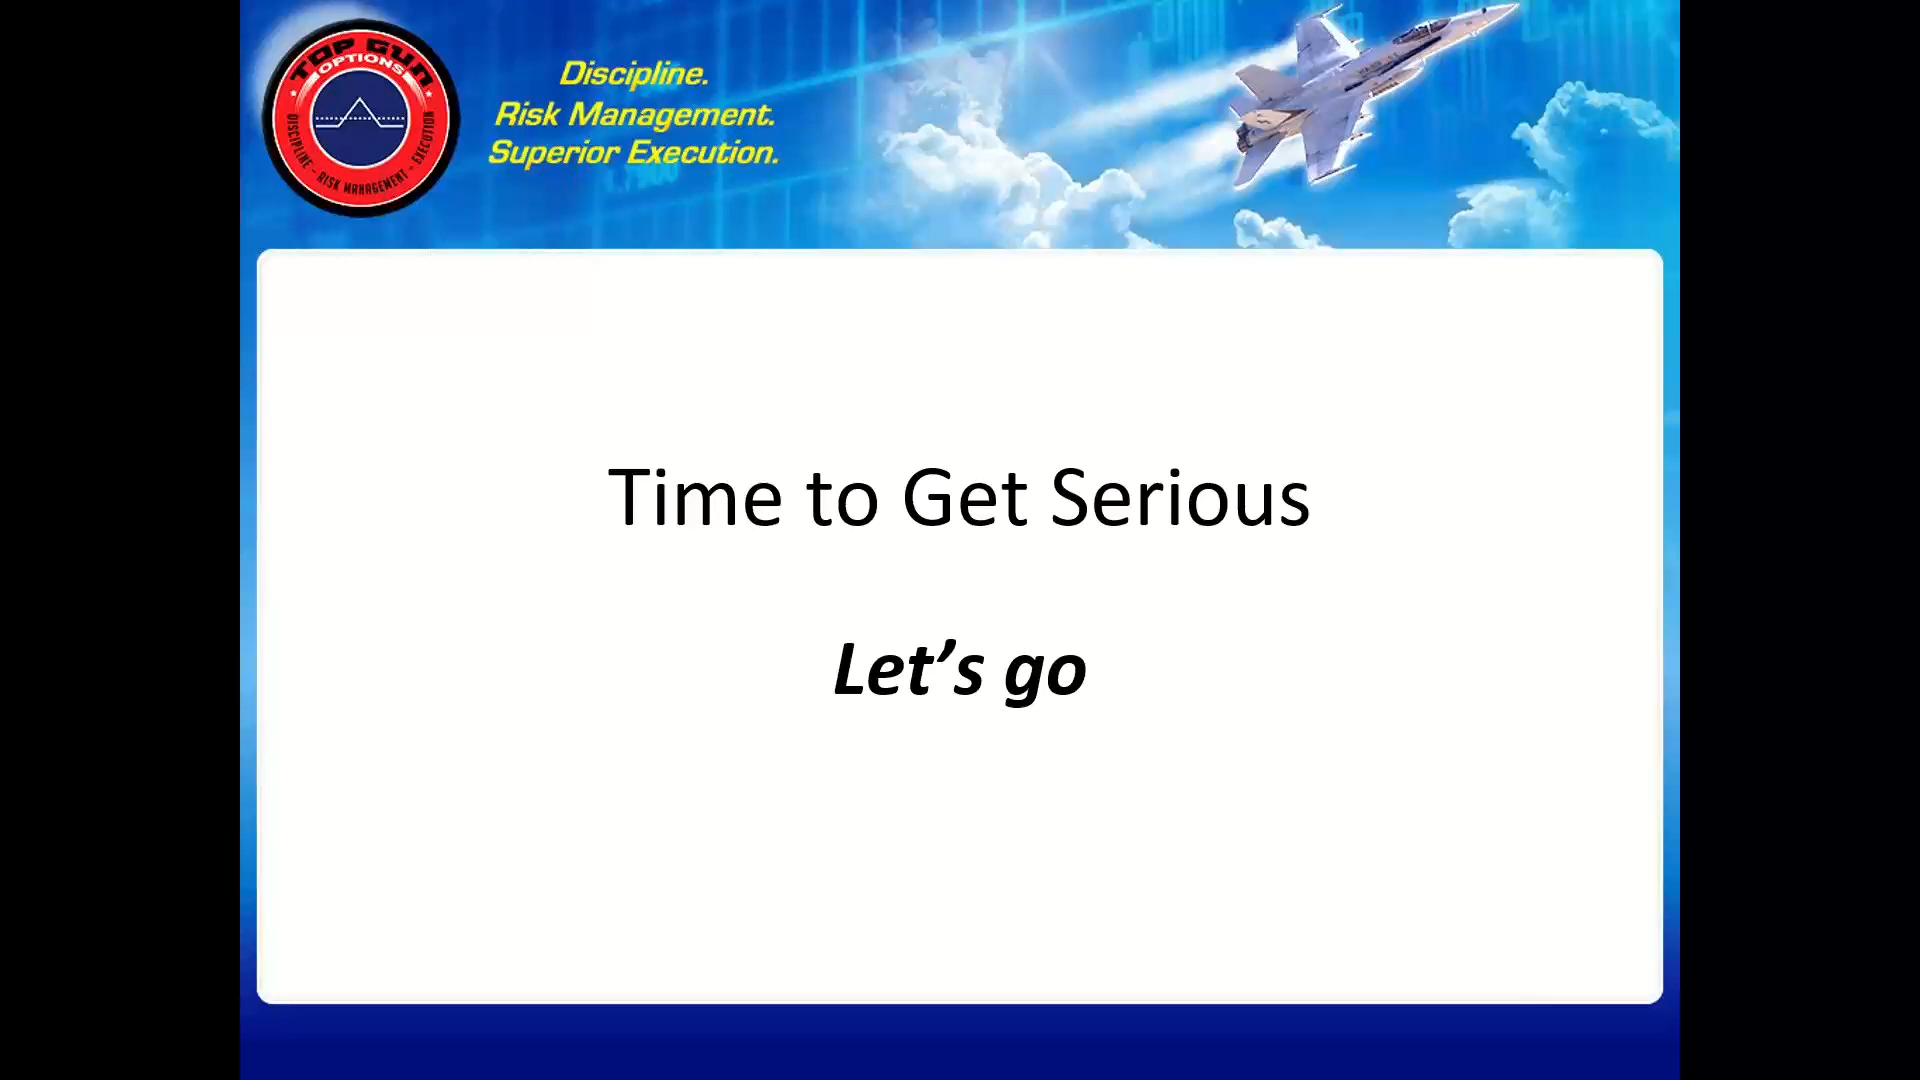 TOP GUN
OPTIONS
DISCIPLINE - RISK MANAGEMENT - EXECUTION
Discipline.
Risk Management.
Superior Execution.
Time to Get Serious
Let’s go